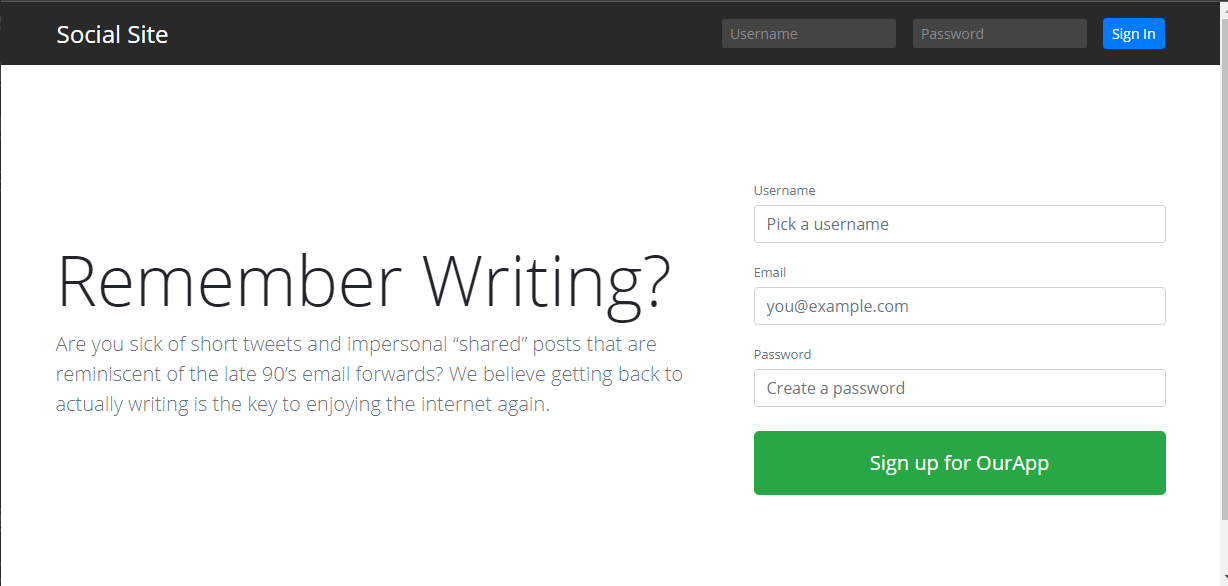 Social Site
Username
Password
Sign In
Remember Writing?
Are you sick of short tweets and impersonal “shared” posts that are
reminiscent of the late 90’s email forwards? We believe getting back to
actually writing is the key to enjoying the internet again.
Username
Pick a username
Email
you@example.com
Password
Create a password
Sign up for OurApp